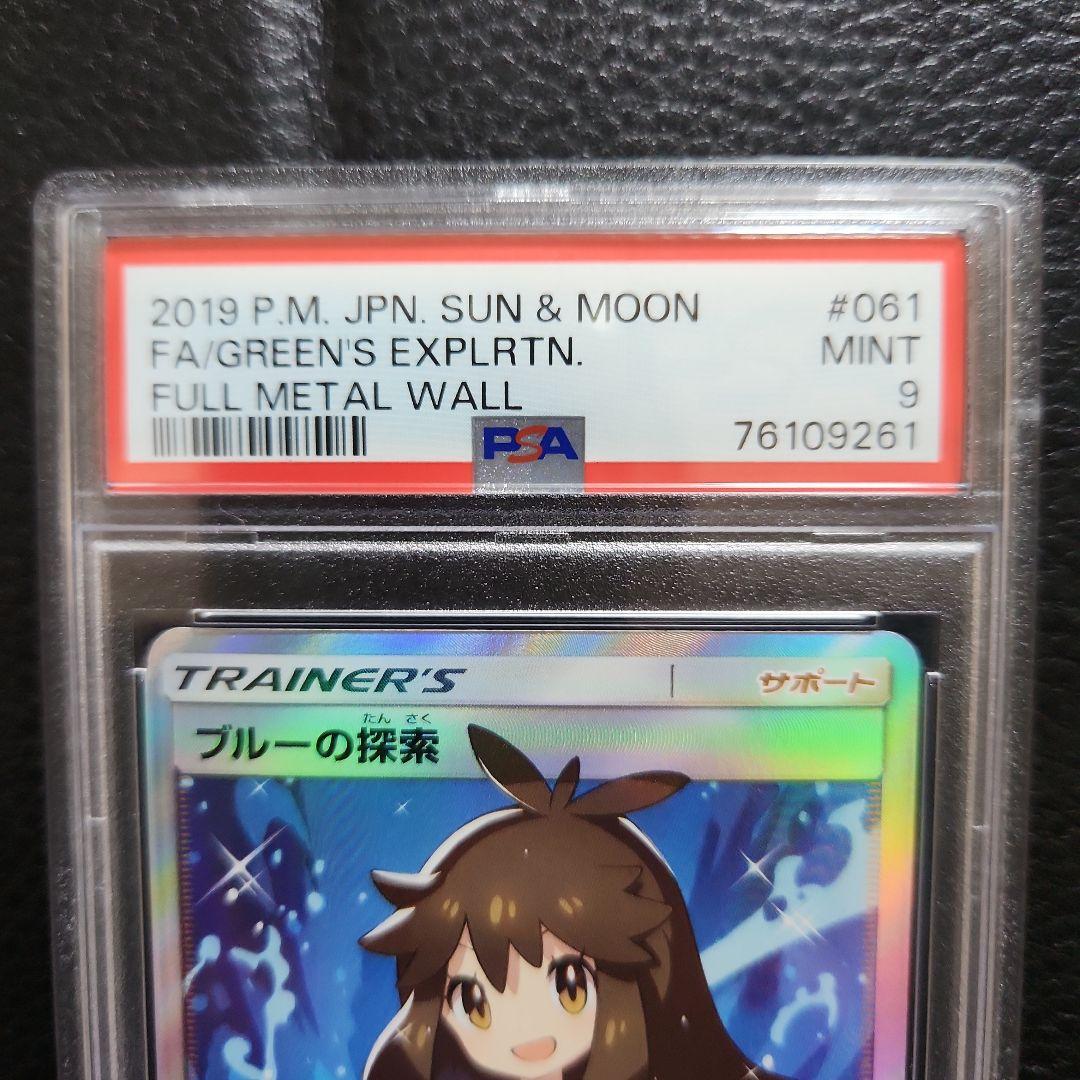 2019 P.M. JPN. SUN & MOON #061
FA/GREEN'S EXPLRTN. MINT
FULL METAL WALL 9
PSA 76109261
TRAINER'S サポート
たん さく
ブルーの探索